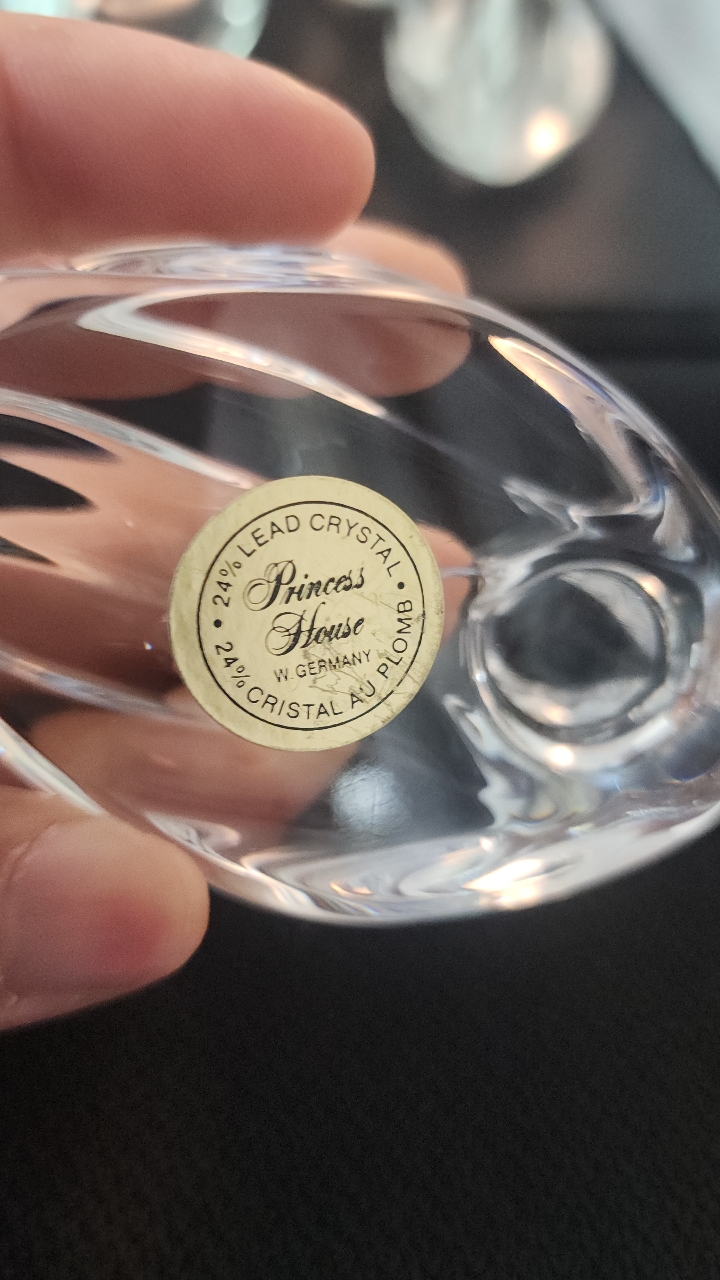 • 24% LEAD CRYSTAL •
Princess
House
W. GERMANY
24% CRISTAL AU PLOMB